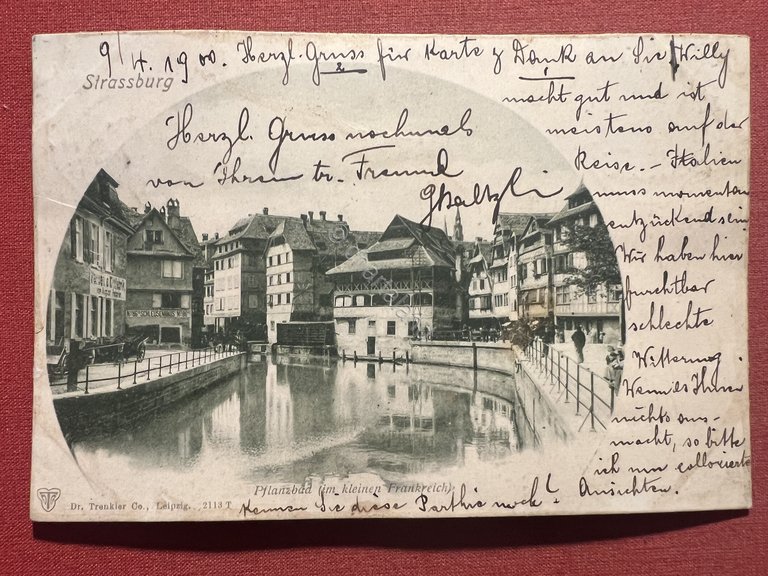 9/4. 1900. Herzl. Gruss für Karte & Dank an Sie. Willy
Strassburg
macht gut und ist
meistens auf der
Reise. – Italien
muss momentan
entzückend sein
Wir haben hier
furchtbar
schlechte
Witterung.
Wenn es Ihnen
nichts aus-
macht, so bitte
ich um collorierte
Ansichten.
Herzl. Gruss nochmals
von Ihrem tr. Freund
Pflanzbad (im kleinen Frankreich)
Dr. Trenkler Co., Leipzig. 2113 T
Kennen Sie diese Parthie noch?